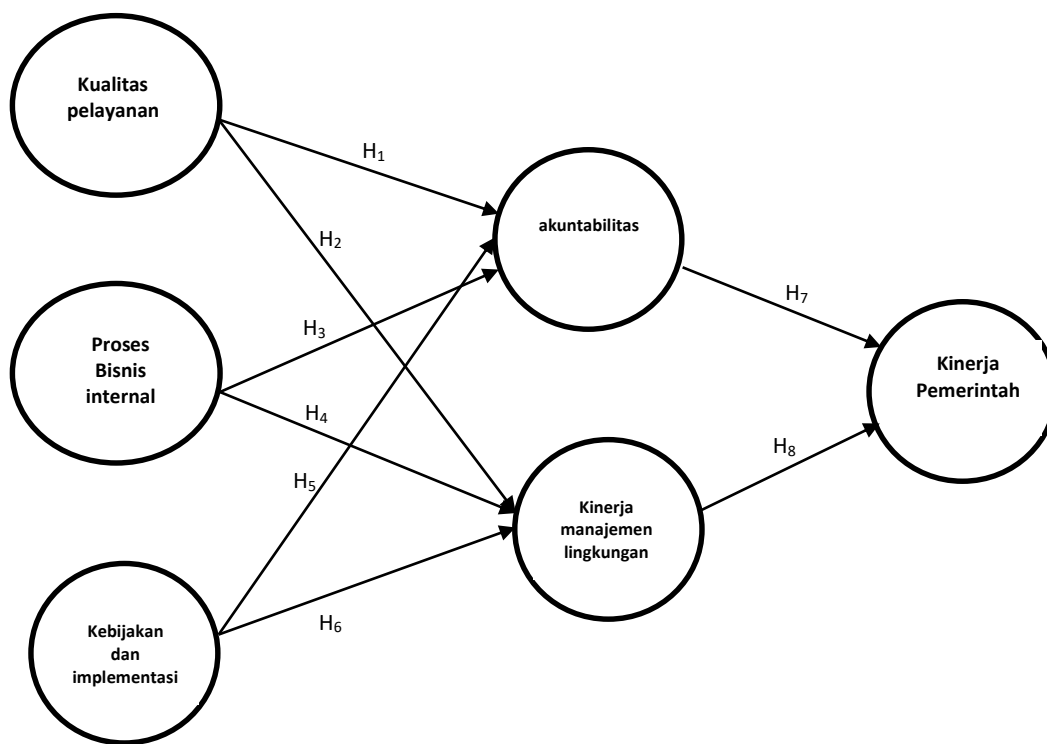 Kualitas
pelayanan
H₁
akuntabilitas
H₂
H₇
H₃
Proses
Bisnis
internal
Kinerja
Pemerintah
H₄
H₈
H₅
Kinerja
manajemen
lingkungan
H₆
Kebijakan
dan
implementasi